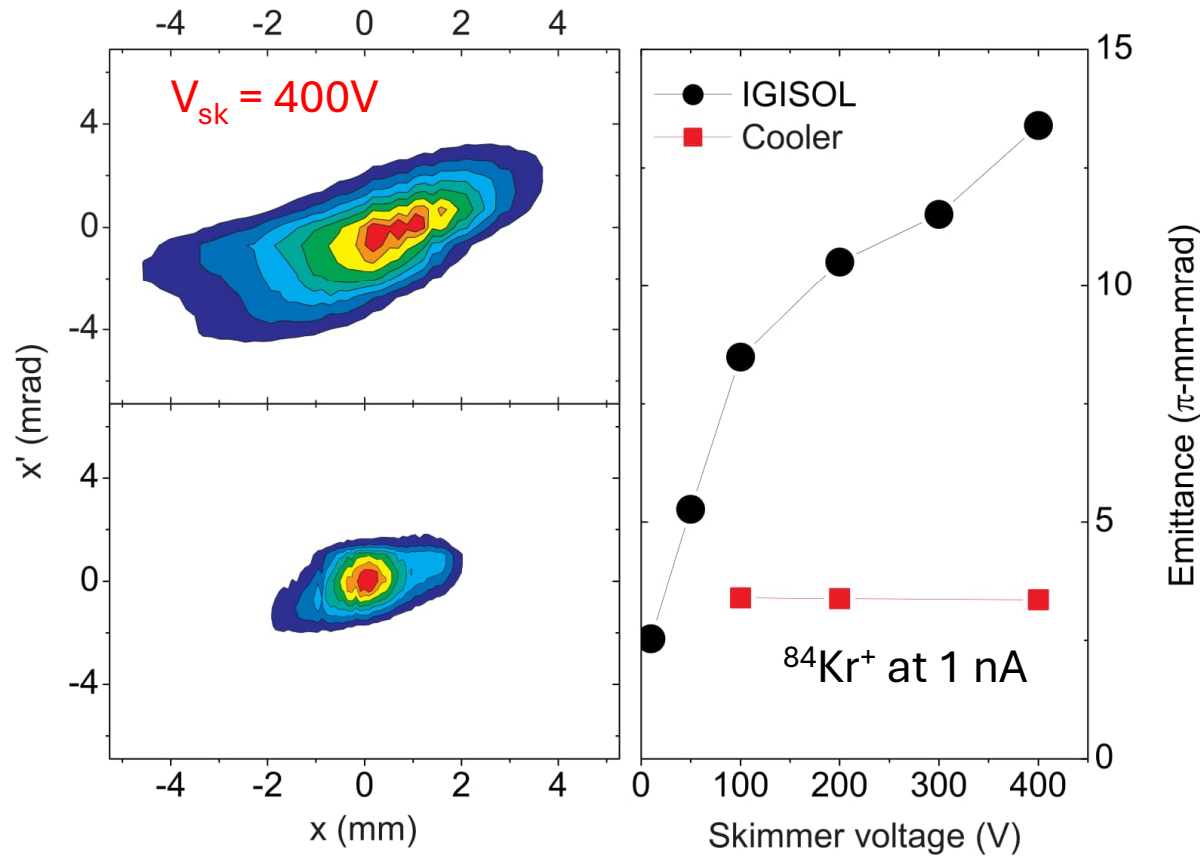 -4 -2 0 2 4
V_sk = 400V
4
0
-4
x' (mrad)
4
0
-4
-4 -2 0 2 4
x (mm)
IGISOL
Cooler
⁸⁴Kr⁺ at 1 nA
15
10
5
0
Emittance (π-mm-mrad)
0 100 200 300 400
Skimmer voltage (V)